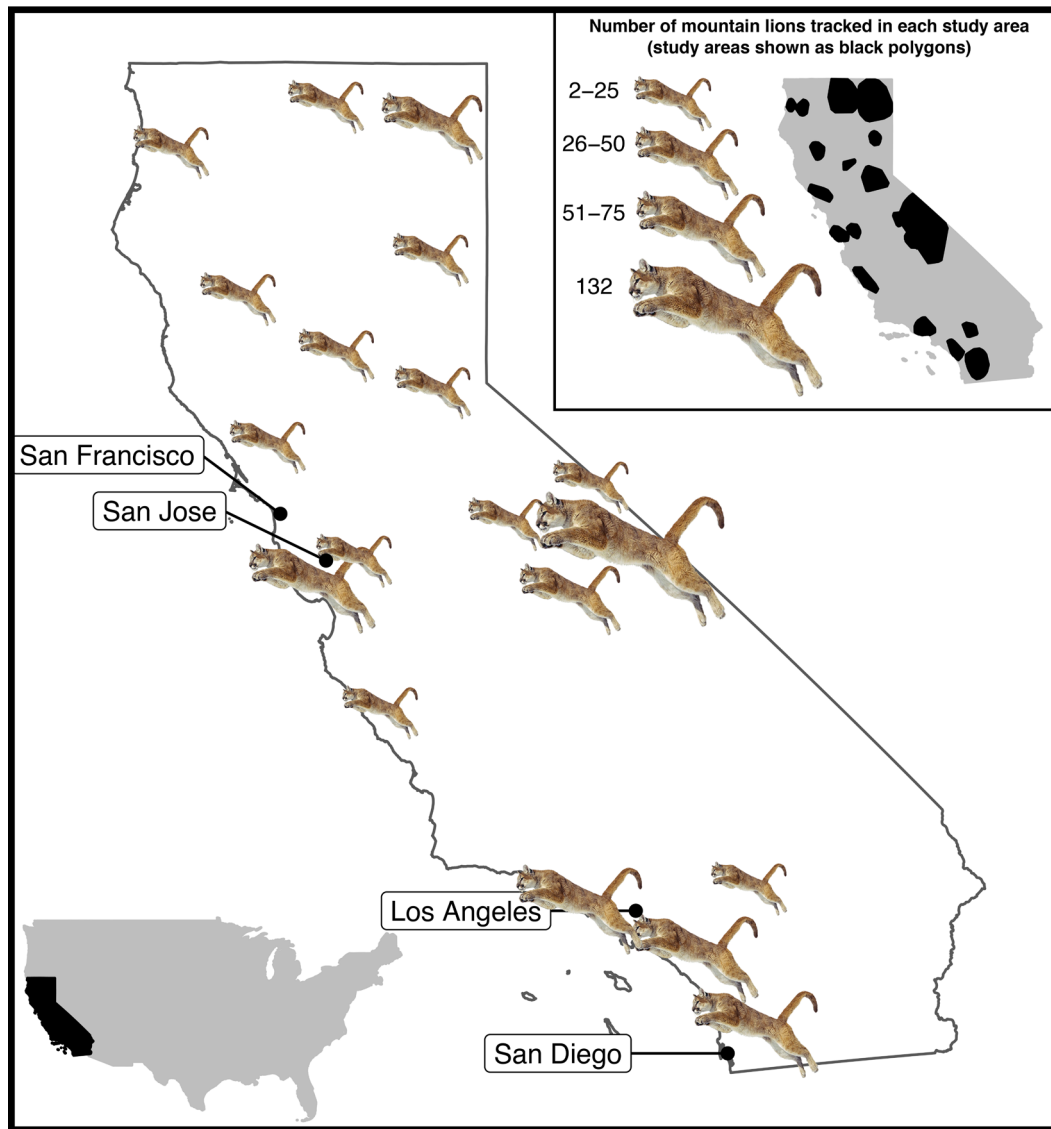 Number of mountain lions tracked in each study area
(study areas shown as black polygons)
2–25
26–50
51–75
132
San Francisco
San Jose
Los Angeles
San Diego